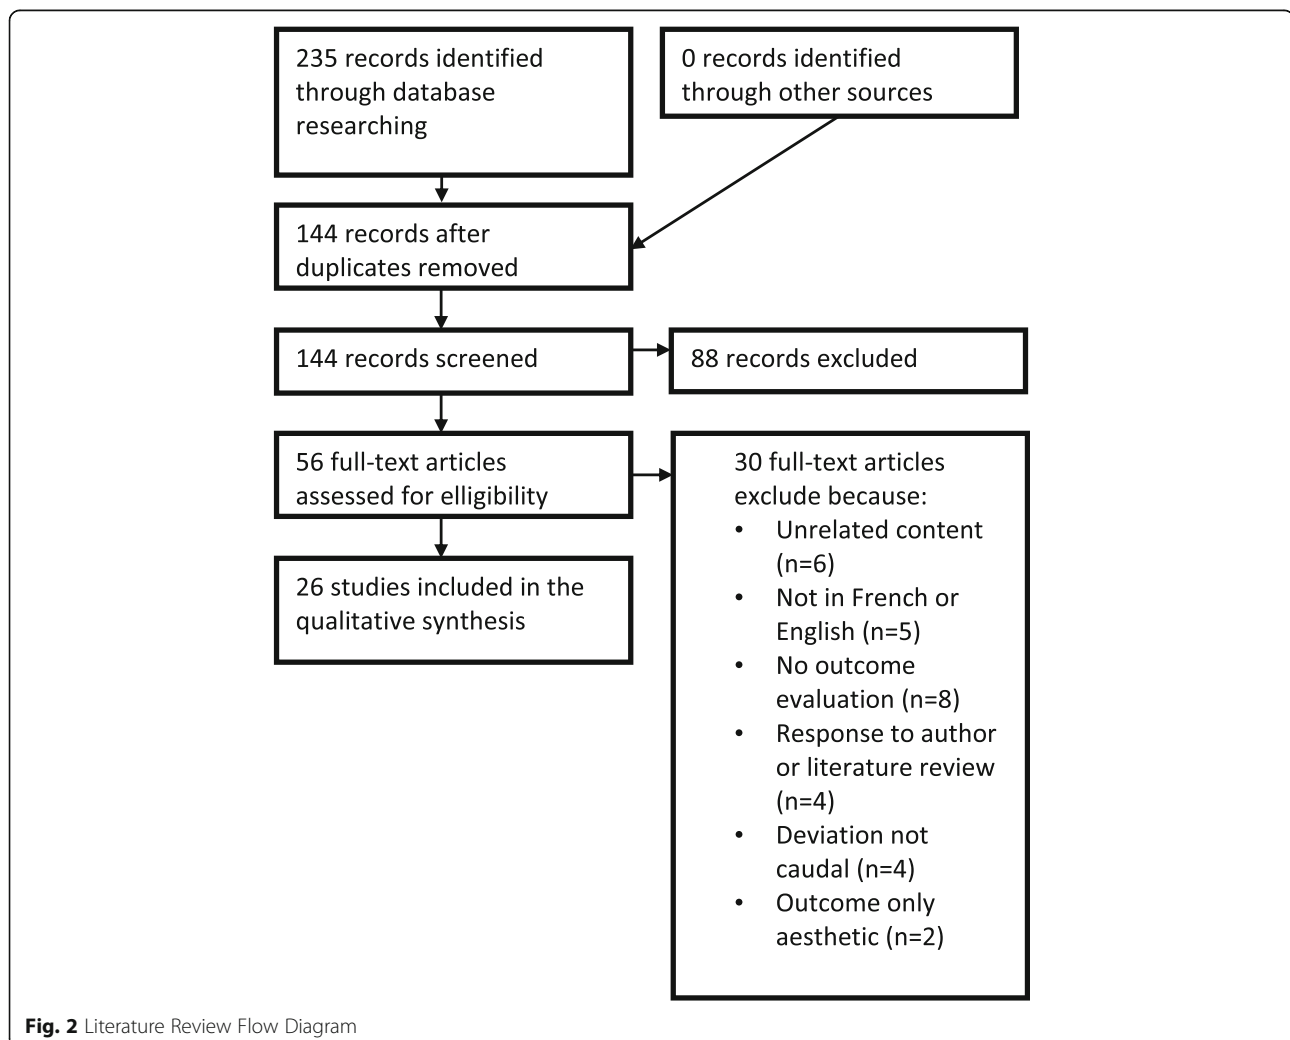 235 records identified
through database
researching
0 records identified
through other sources
144 records after
duplicates removed
144 records screened
88 records excluded
56 full-text articles
assessed for elligibility
30 full-text articles
exclude because:
• Unrelated content
(n=6)
• Not in French or
English (n=5)
• No outcome
evaluation (n=8)
• Response to author
or literature review
(n=4)
• Deviation not
caudal (n=4)
• Outcome only
aesthetic (n=2)
26 studies included in the
qualitative synthesis
Fig. 2 Literature Review Flow Diagram